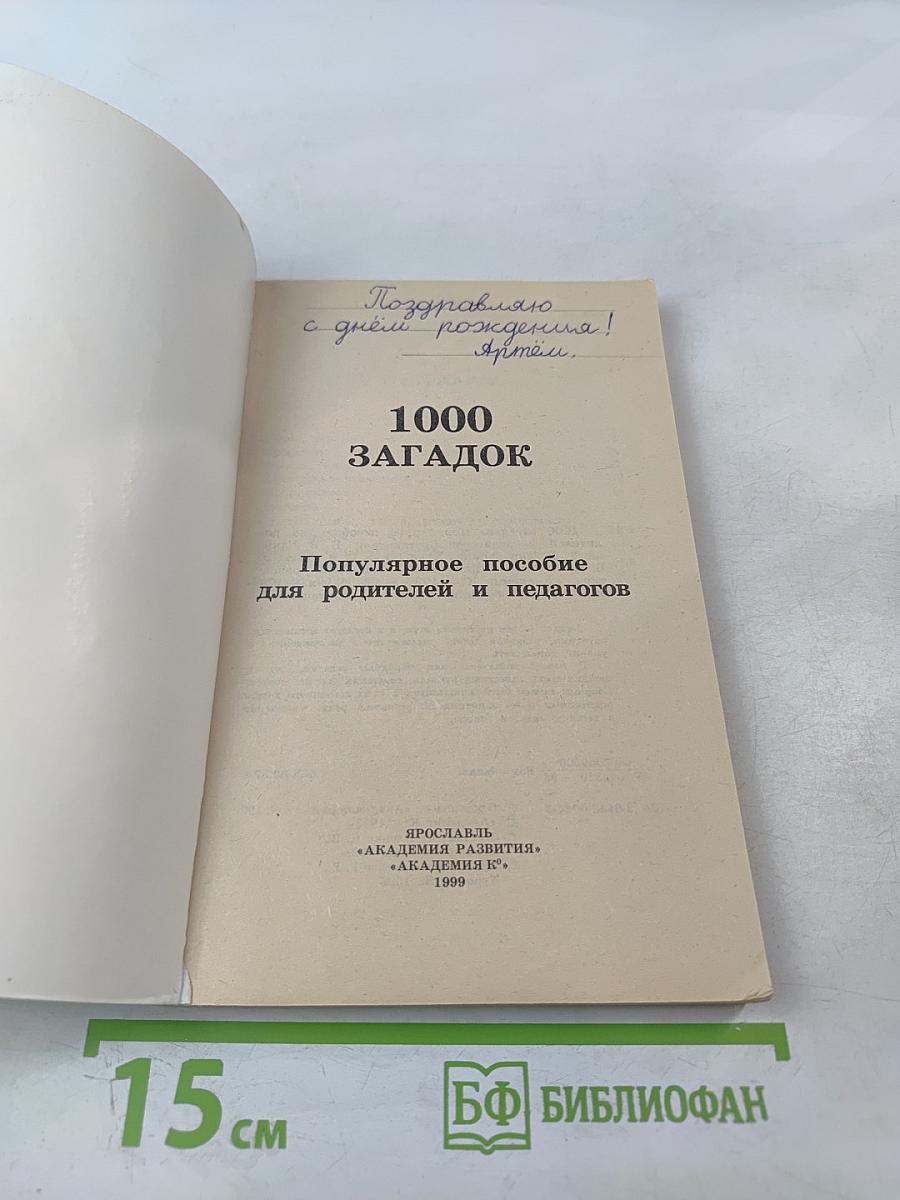 Поздравляю
с днём рождения!
Артём.
1000
ЗАГАДОК
Популярное пособие
для родителей и педагогов
ЯРОСЛАВЛЬ
«АКАДЕМИЯ РАЗВИТИЯ»
«АКАДЕМИЯ К⁰»
1999
15 см
БФ БИБЛИОФАН